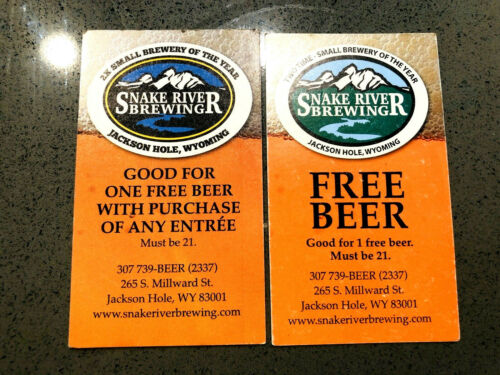 2X SMALL BREWERY OF THE YEAR
SNAKE RIVER
BREWING
JACKSON HOLE, WYOMING
GOOD FOR
ONE FREE BEER
WITH PURCHASE
OF ANY ENTRÉE
Must be 21.
307 739-BEER (2337)
265 S. Millward St.
Jackson Hole, WY 83001
www.snakeriverbrewing.com
TWO TIME - SMALL BREWERY OF THE YEAR
SNAKE RIVER
BREWING
JACKSON HOLE, WYOMING
FREE
BEER
Good for 1 free beer.
Must be 21.
307 739-BEER (2337)
265 S. Millward St.
Jackson Hole, WY 83001
www.snakeriverbrewing.com